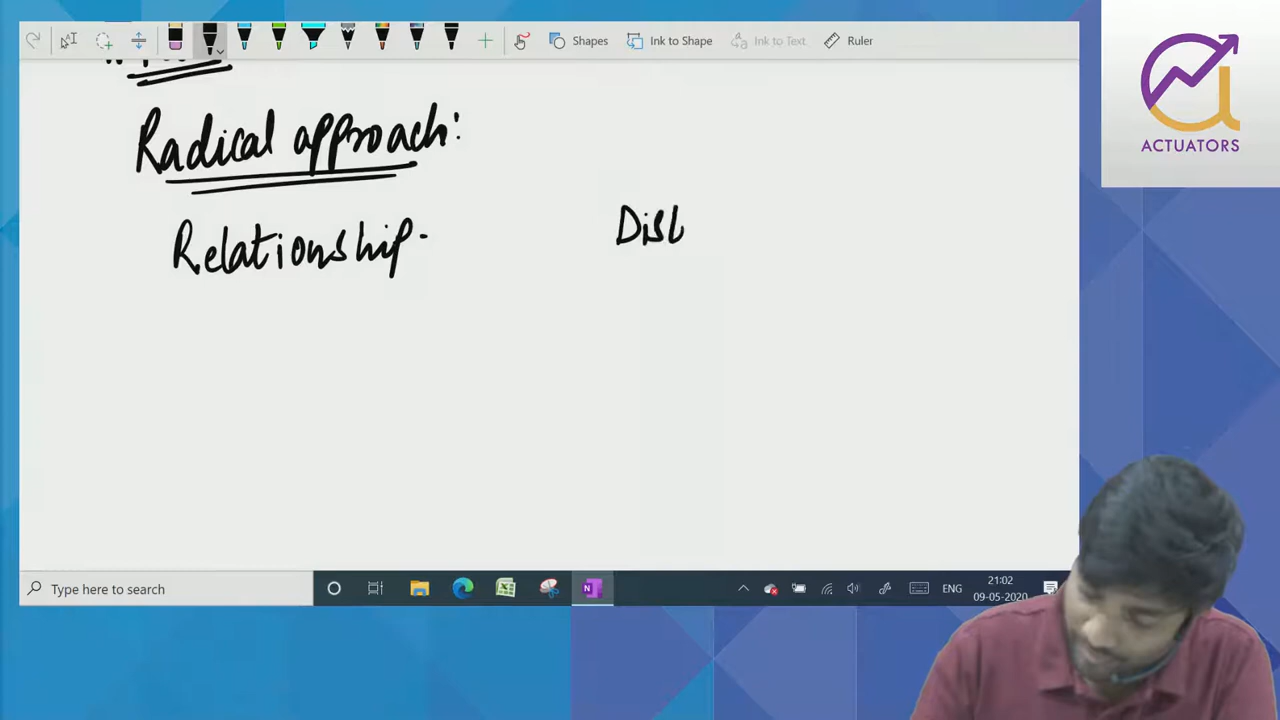 Shapes Ink to Shape Ink to Text Ruler
Radical approach:
Relationship-
Dist
ACTUATORS
Type here to search
ENG
21:02
09-05-2020